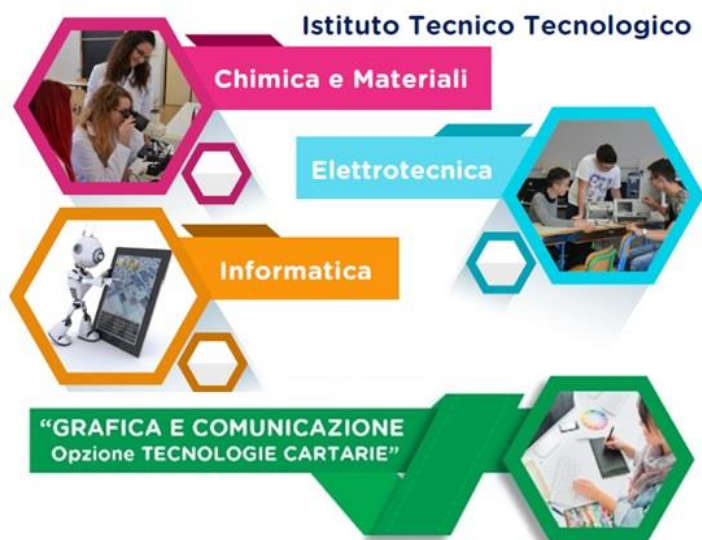 Istituto Tecnico Tecnologico
Chimica e Materiali
Elettrotecnica
Informatica
“GRAFICA E COMUNICAZIONE
Opzione TECNOLOGIE CARTARIE”